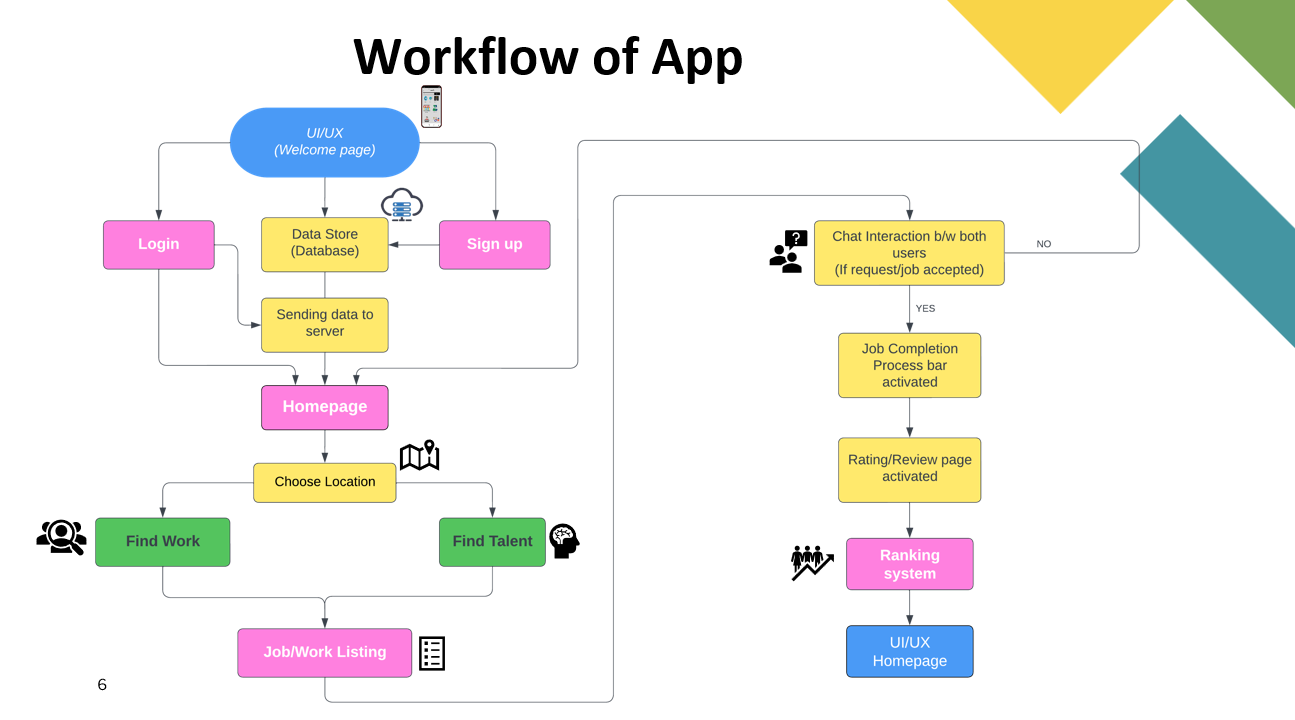 Workflow of App
UI/UX
(Welcome page)
Login
Data Store
(Database)
Sign up
Sending data to
server
Homepage
Choose Location
Find Work
Find Talent
Job/Work Listing
?
Chat Interaction b/w both
users
(If request/job accepted)
NO
YES
Job Completion
Process bar
activated
Rating/Review page
activated
Ranking
system
UI/UX
Homepage
6